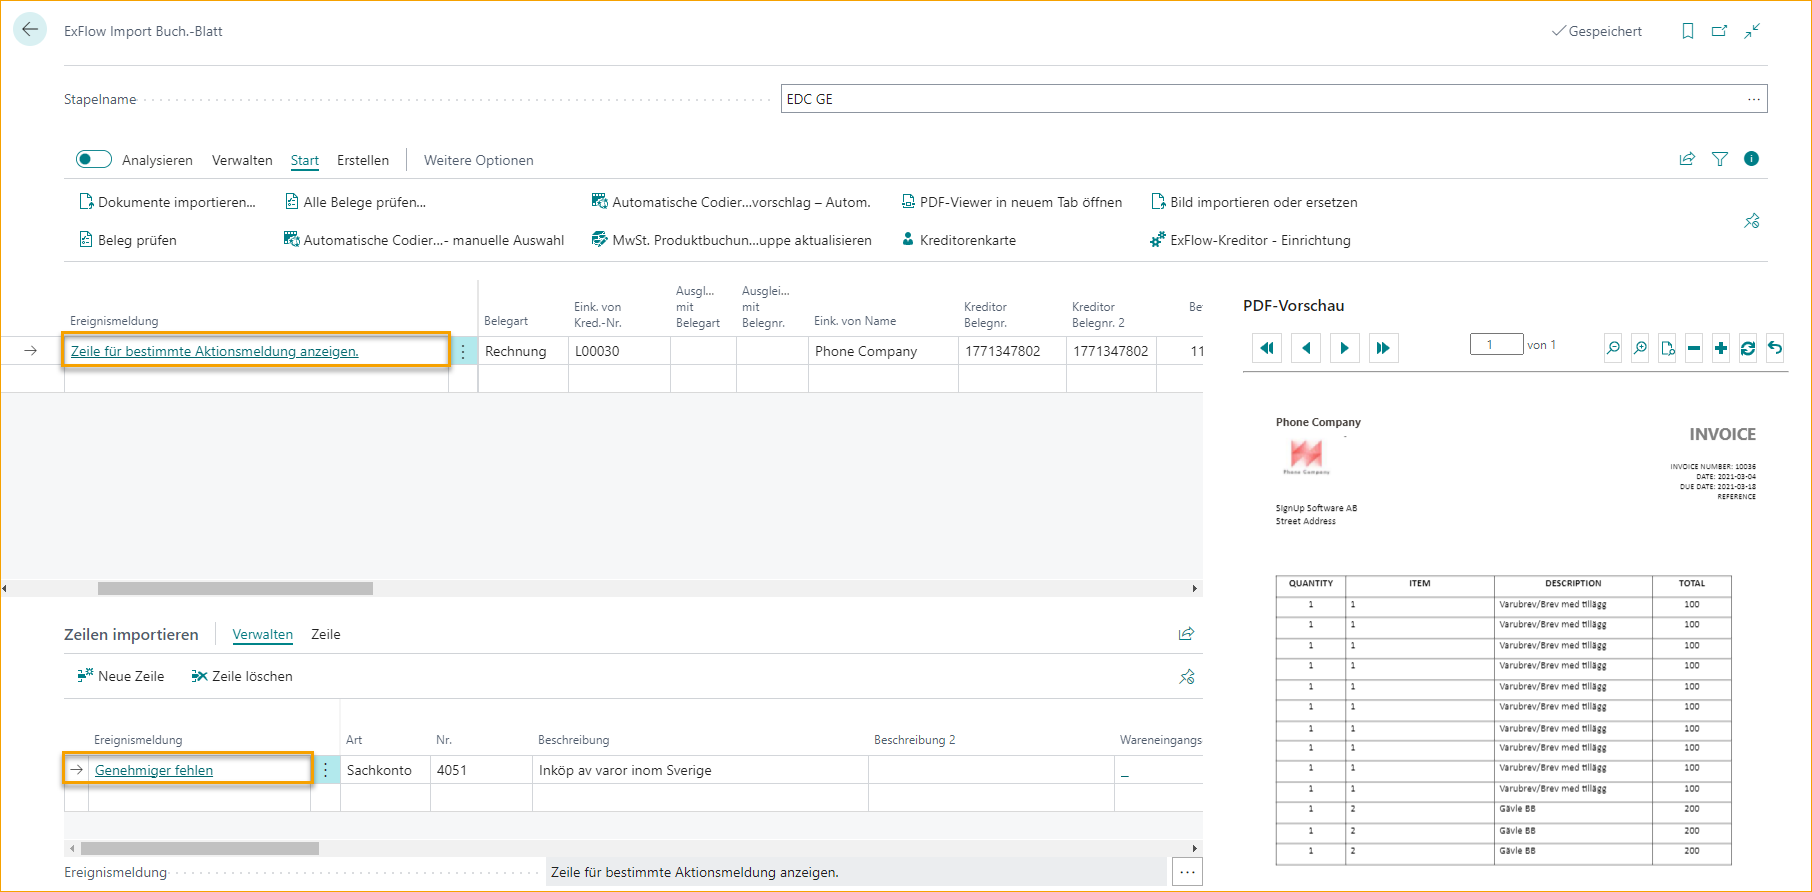 ExFlow Import Buch.-Blatt
Gespeichert
Stapelname
EDC GE
Analysieren Verwalten Start Erstellen Weitere Optionen
Dokumente importieren... Alle Belege prüfen... Automatische Codier...vorschlag – Autom. PDF-Viewer in neuem Tab öffnen Bild importieren oder ersetzen
Beleg prüfen Automatische Codier...- manuelle Auswahl MwSt. Produktbuchun...uppe aktualisieren Kreditorenkarte ExFlow-Kreditor - Einrichtung
Ereignismeldung Belegart Eink. von Kred.-Nr. Ausgl... mit Belegart Ausglei... mit Belegnr. Eink. von Name Kreditor Belegnr. Kreditor Belegnr. 2
Zeile für bestimmte Aktionsmeldung anzeigen. Rechnung L00030 Phone Company 1771347802 1771347802 11
PDF-Vorschau
1 von 1
Phone Company
Phone Company
INVOICE
INVOICE NUMBER: 10036
DATE: 2021-03-04
DUE DATE: 2021-03-18
REFERENCE
SignUp Software AB
Street Address
QUANTITY ITEM DESCRIPTION TOTAL
1 1 Varubrev/Brev med tillägg 100
1 1 Varubrev/Brev med tillägg 100
1 1 Varubrev/Brev med tillägg 100
1 1 Varubrev/Brev med tillägg 100
1 1 Varubrev/Brev med tillägg 100
1 1 Varubrev/Brev med tillägg 100
1 1 Varubrev/Brev med tillägg 100
1 1 Varubrev/Brev med tillägg 100
1 1 Varubrev/Brev med tillägg 100
1 1 Varubrev/Brev med tillägg 100
1 2 Gävle BB 200
1 2 Gävle BB 200
1 2 Gävle BB 200
Zeilen importieren Verwalten Zeile
Neue Zeile Zeile löschen
Ereignismeldung Art Nr. Beschreibung Beschreibung 2 Wareneingangs
Genehmiger fehlen Sachkonto 4051 Inköp av varor inom Sverige _
Ereignismeldung Zeile für bestimmte Aktionsmeldung anzeigen.